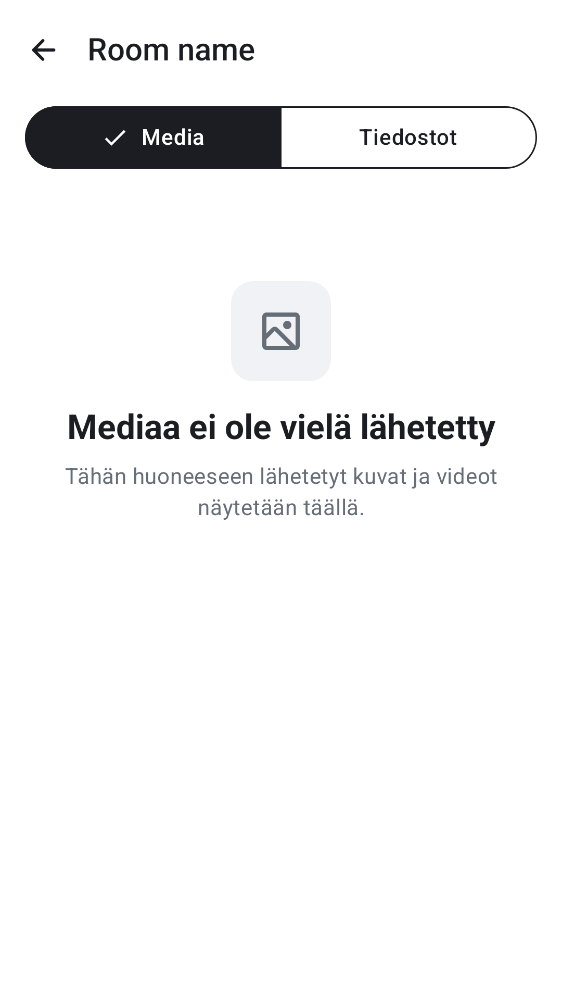 Room name
Media
Tiedostot
Mediaa ei ole vielä lähetetty
Tähän huoneeseen lähetetyt kuvat ja videot
näytetään täällä.